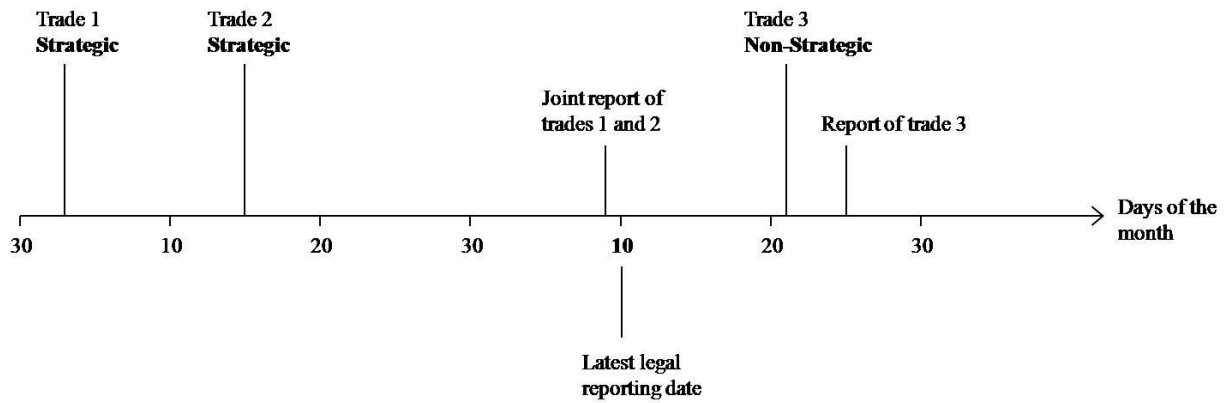 Trade 1
Strategic
Trade 2
Strategic
Trade 3
Non-Strategic
Joint report of
trades 1 and 2
Report of trade 3
30
10
20
30
10
20
30
Days of the
month
Latest legal
reporting date